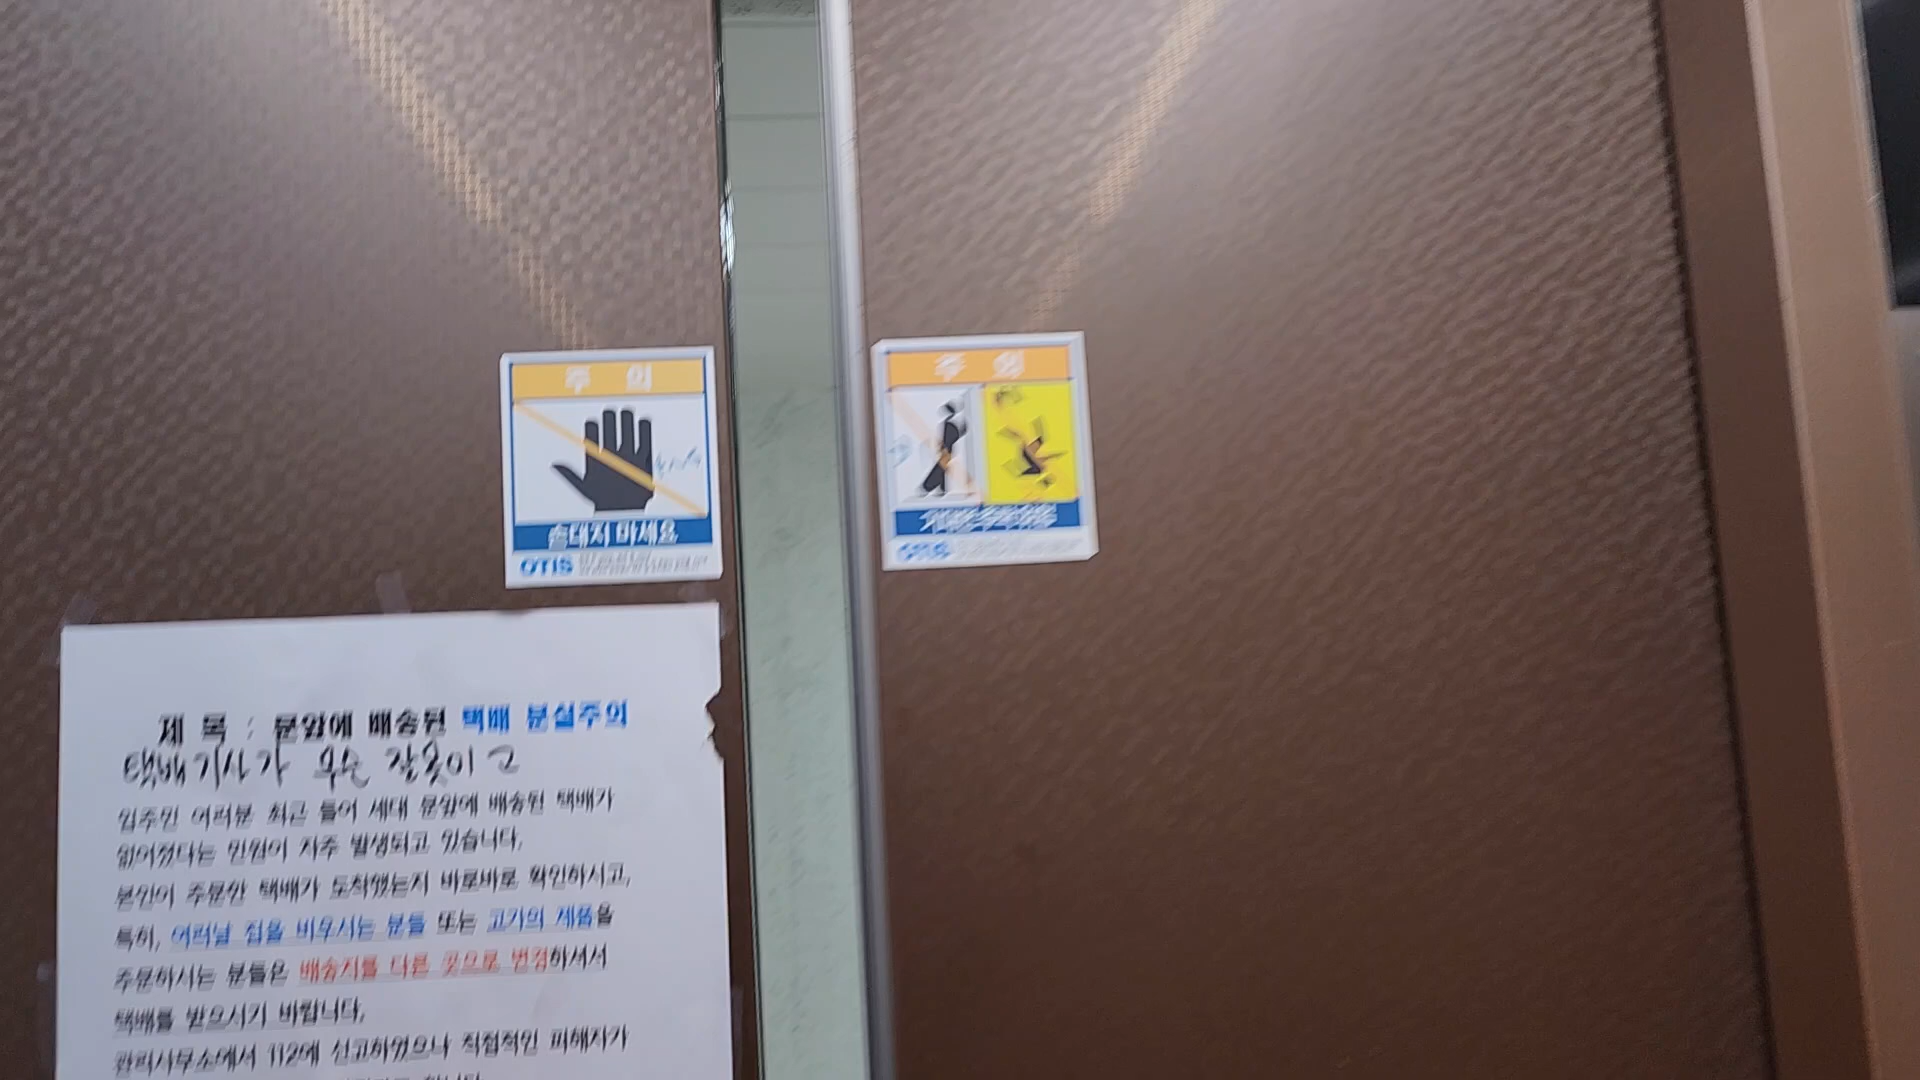 주 의
손대지 마세요
OTIS
주 의
기대면 추락위험
OTIS
제 목 : 문앞에 배송된 택배 분실주의
택배기사가
입주민 여러분 최근 들어 세대 문앞에 배송된 택배가
없어졌다는 민원이 자주 발생되고 있습니다.
본인이 주문한 택배가 도착했는지 바로바로 확인하시고,
특히, 여러날 집을 비우시는 분들 또는 고가의 제품을
주문하시는 분들은 배송지를 다른 곳으로 변경하셔서
택배를 받으시기 바랍니다.
관리사무소에서 112에 신고하였으나 직접적인 피해자가